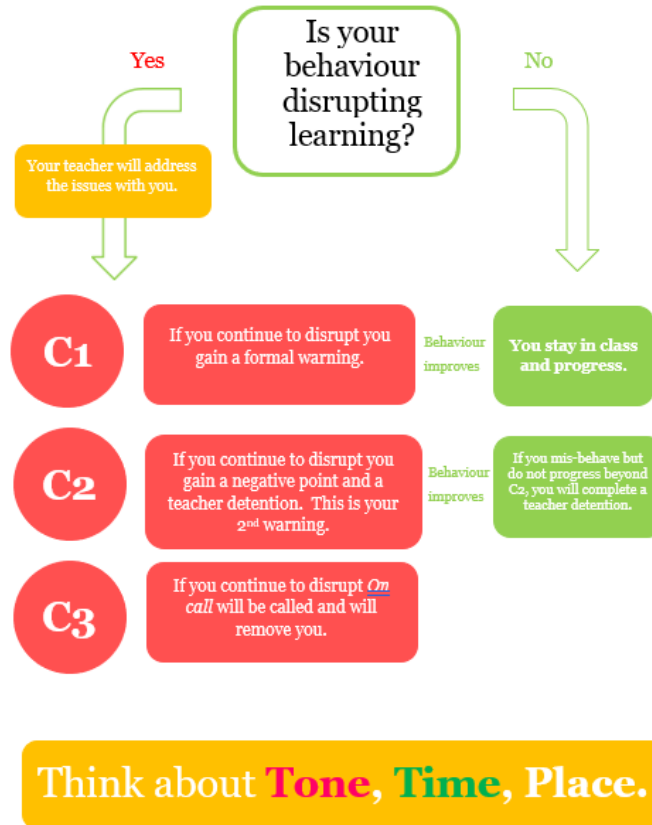 Is your
behaviour
disrupting
learning?
Yes
No
Your teacher will address
the issues with you.
C1
If you continue to disrupt you
gain a formal warning.
Behaviour
improves
You stay in class
and progress.
C2
If you continue to disrupt you
gain a negative point and a
teacher detention. This is your
2nd warning.
Behaviour
improves
If you mis-behave but
do not progress beyond
C2, you will complete a
teacher detention.
C3
If you continue to disrupt On
call will be called and will
remove you.
Think about Tone, Time, Place.